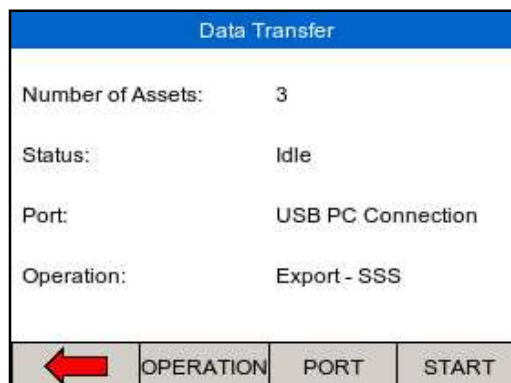 Data Transfer
Number of Assets: 3
Status: Idle
Port: USB PC Connection
Operation: Export - SSS
OPERATION PORT START